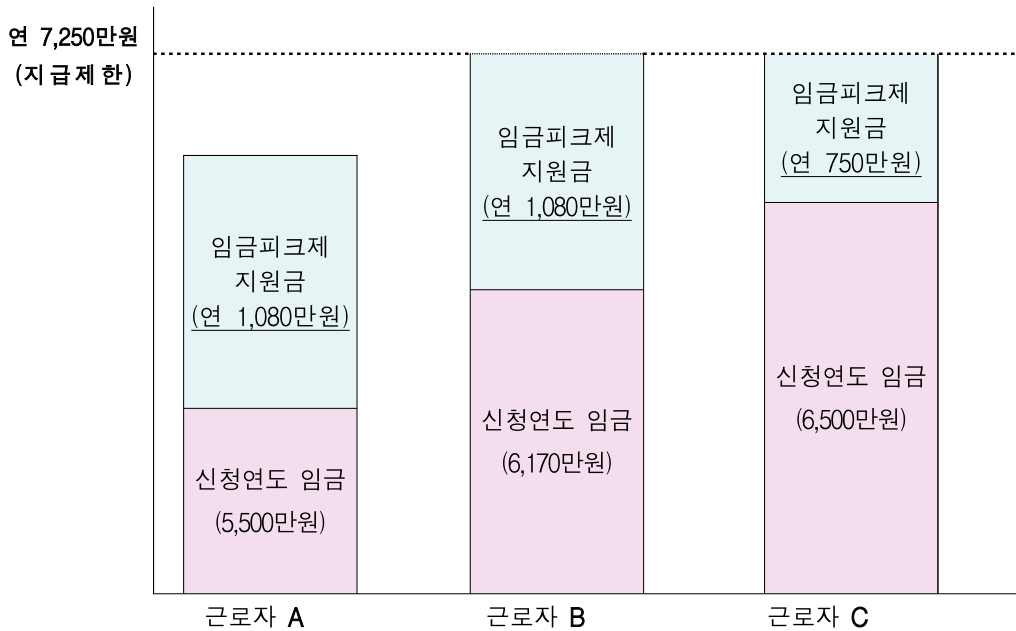 연 7,250만원
(지급제한)
임금피크제
지원금
(연 1,080만원)
신청연도 임금
(5,500만원)
근로자 A
임금피크제
지원금
(연 1,080만원)
신청연도 임금
(6,170만원)
근로자 B
임금피크제
지원금
(연 750만원)
신청연도 임금
(6,500만원)
근로자 C